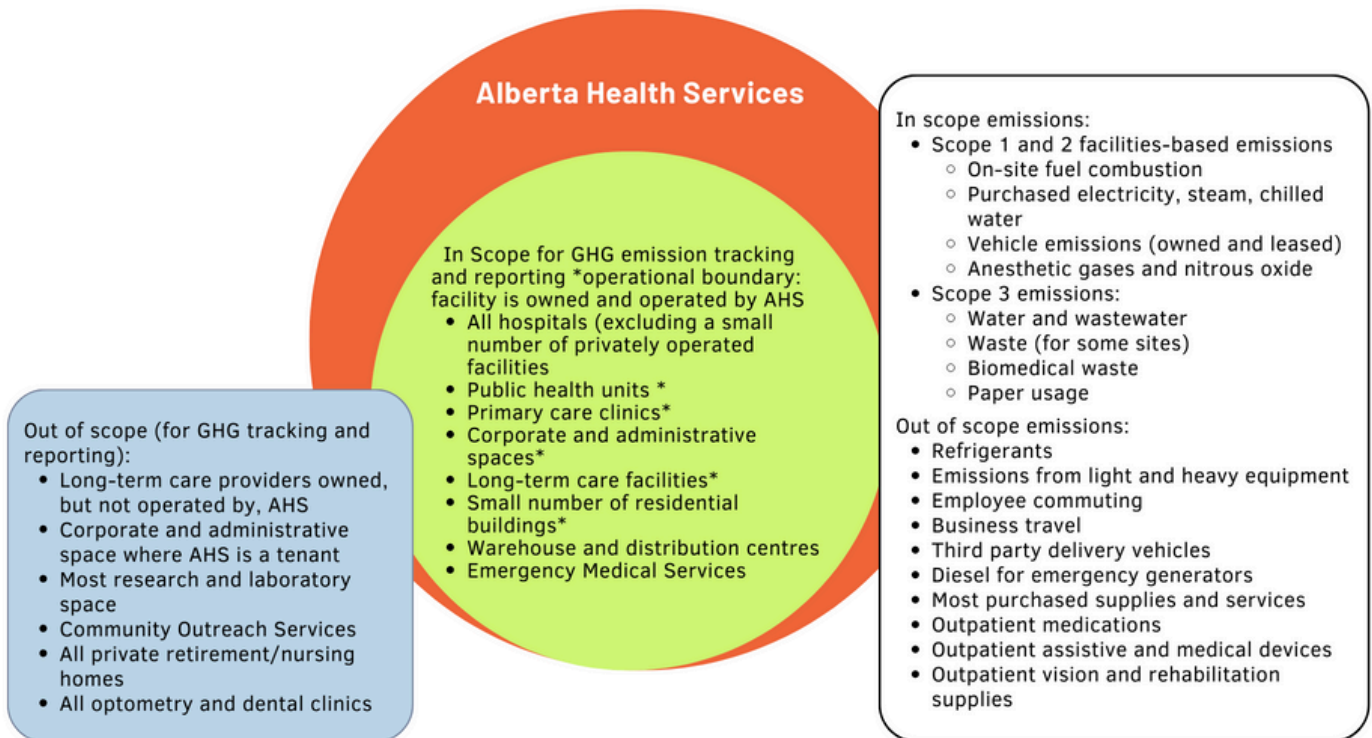 Alberta Health Services
In Scope for GHG emission tracking
and reporting *operational boundary:
facility is owned and operated by AHS
• All hospitals (excluding a small
number of privately operated
facilities
• Public health units *
• Primary care clinics*
• Corporate and administrative
spaces*
• Long-term care facilities*
• Small number of residential
buildings*
• Warehouse and distribution centres
• Emergency Medical Services
Out of scope (for GHG tracking and
reporting):
• Long-term care providers owned,
but not operated by, AHS
• Corporate and administrative
space where AHS is a tenant
• Most research and laboratory
space
• Community Outreach Services
• All private retirement/nursing
homes
• All optometry and dental clinics
In scope emissions:
• Scope 1 and 2 facilities-based emissions
○ On-site fuel combustion
○ Purchased electricity, steam, chilled
water
○ Vehicle emissions (owned and leased)
○ Anesthetic gases and nitrous oxide
• Scope 3 emissions:
○ Water and wastewater
○ Waste (for some sites)
○ Biomedical waste
○ Paper usage
Out of scope emissions:
• Refrigerants
• Emissions from light and heavy equipment
• Employee commuting
• Business travel
• Third party delivery vehicles
• Diesel for emergency generators
• Most purchased supplies and services
• Outpatient medications
• Outpatient assistive and medical devices
• Outpatient vision and rehabilitation
supplies